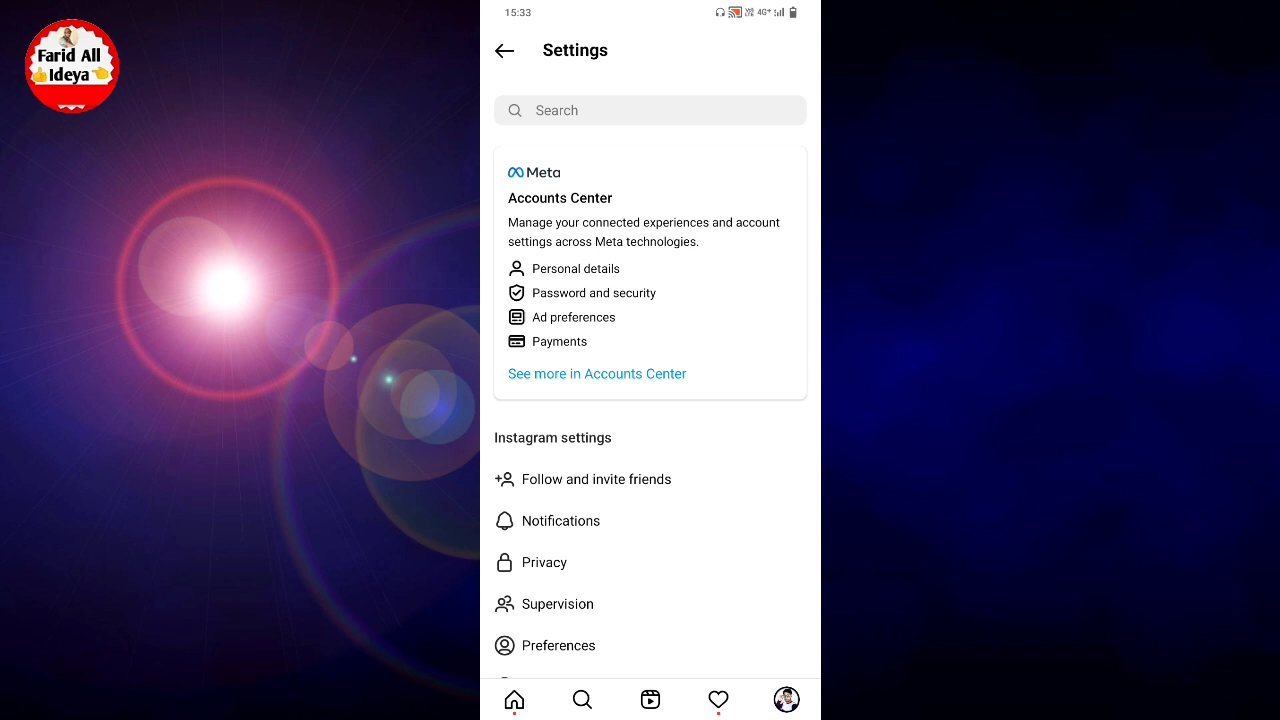 Farid All
Ideya
15:33
4G+
Settings
Search
Meta
Accounts Center
Manage your connected experiences and account
settings across Meta technologies.
Personal details
Password and security
Ad preferences
Payments
See more in Accounts Center
Instagram settings
Follow and invite friends
Notifications
Privacy
Supervision
Preferences